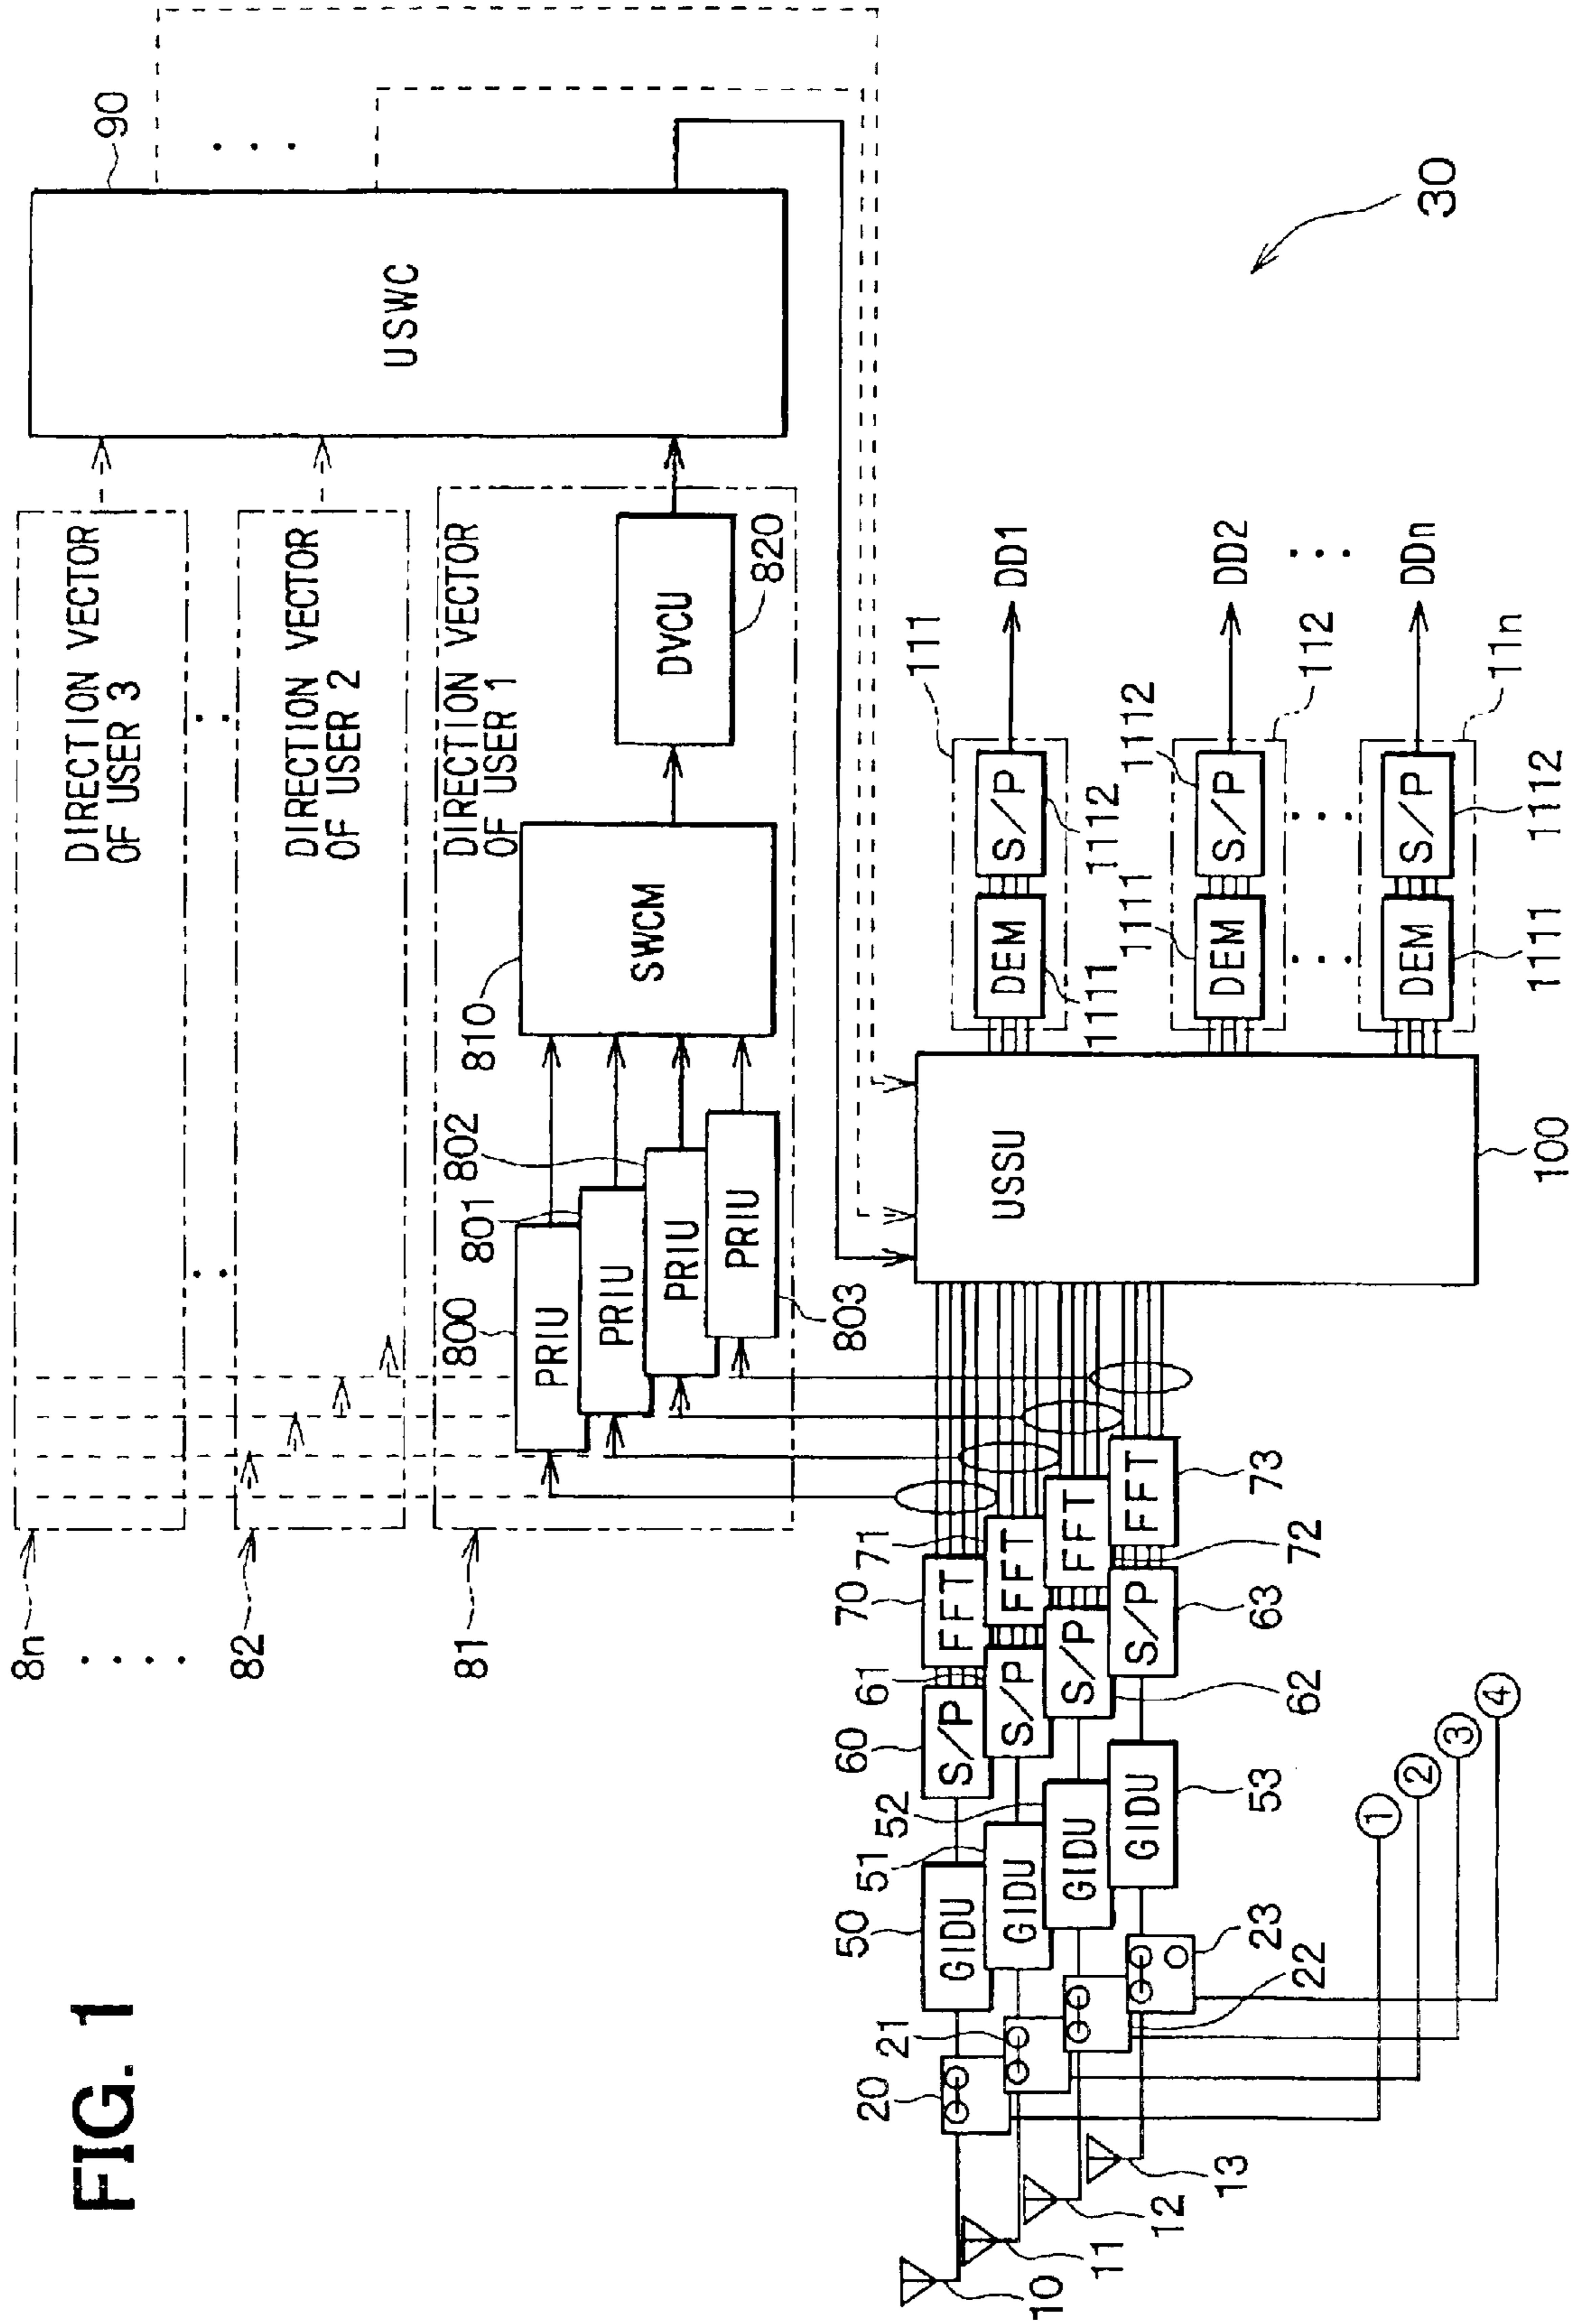 FIG. 1
8n
82
81
DIRECTION VECTOR
OF USER 3
DIRECTION VECTOR
OF USER 2
DIRECTION VECTOR
OF USER 1
90
USWC
800
PRIU
801
PRIU
802
PRIU
PRIU
803
810
SWCM
DVCU
820
30
10
11
12
13
20
21
22
23
50
GIDU
51
GIDU
52
GIDU
GIDU
53
60
S/P
61
S/P
S/P
62
S/P
63
70
FFT
71
FFT
FFT
72
FFT
73
①
②
③
④
USSU
100
111
DEM
1111
S/P
1112
DD1
112
DEM
1111
S/P
1112
DD2
11n
DEM
1111
S/P
1112
DDn